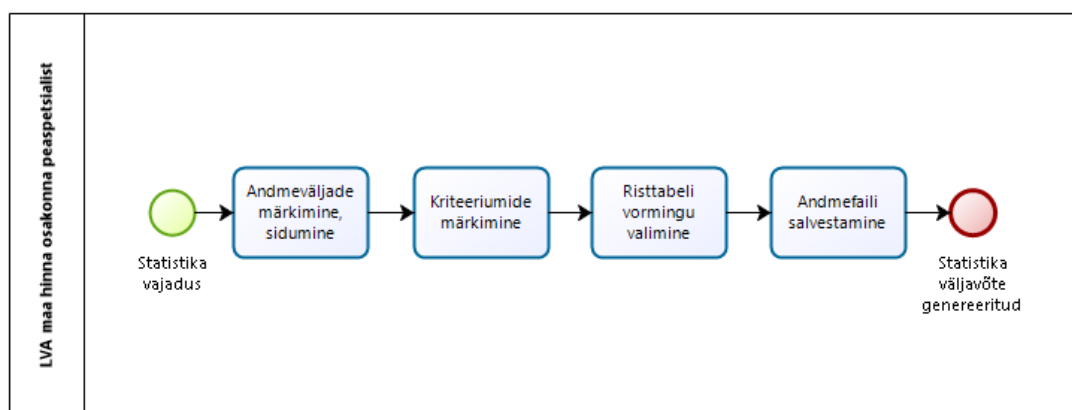 LVA maa hinna osakonna peaspetsialist
Statistika
vajadus
Andmeväljade
märkimine,
sidumine
Kriteeriumide
märkimine
Risttabeli
vormingu
valimine
Andmefaili
salvestamine
Statistika
väljavõte
genereeritud